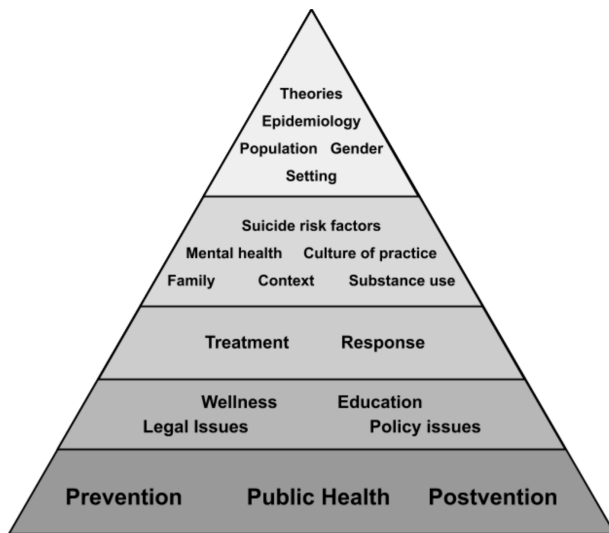 Theories
Epidemiology
Population Gender
Setting
Suicide risk factors
Mental health Culture of practice
Family Context Substance use
Treatment Response
Wellness Education
Legal Issues Policy issues
Prevention Public Health Postvention